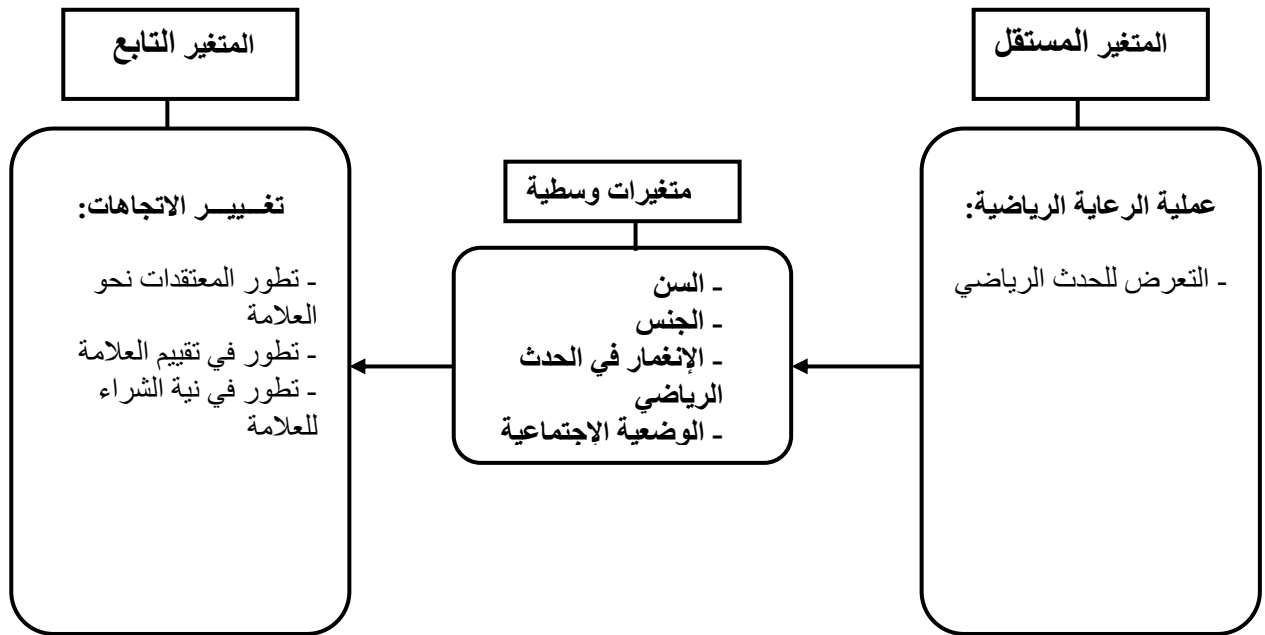 المتغير المستقل
عملية الرعاية الرياضية:
- التعرض للحدث الرياضي
متغيرات وسطية
- السن
- الجنس
- الإنغمار في الحدث
الرياضي
- الوضعية الإجتماعية
المتغير التابع
تغــييــر الاتجاهات:
- تطور المعتقدات نحو
العلامة
- تطور في تقييم العلامة
- تطور في نية الشراء
للعلامة